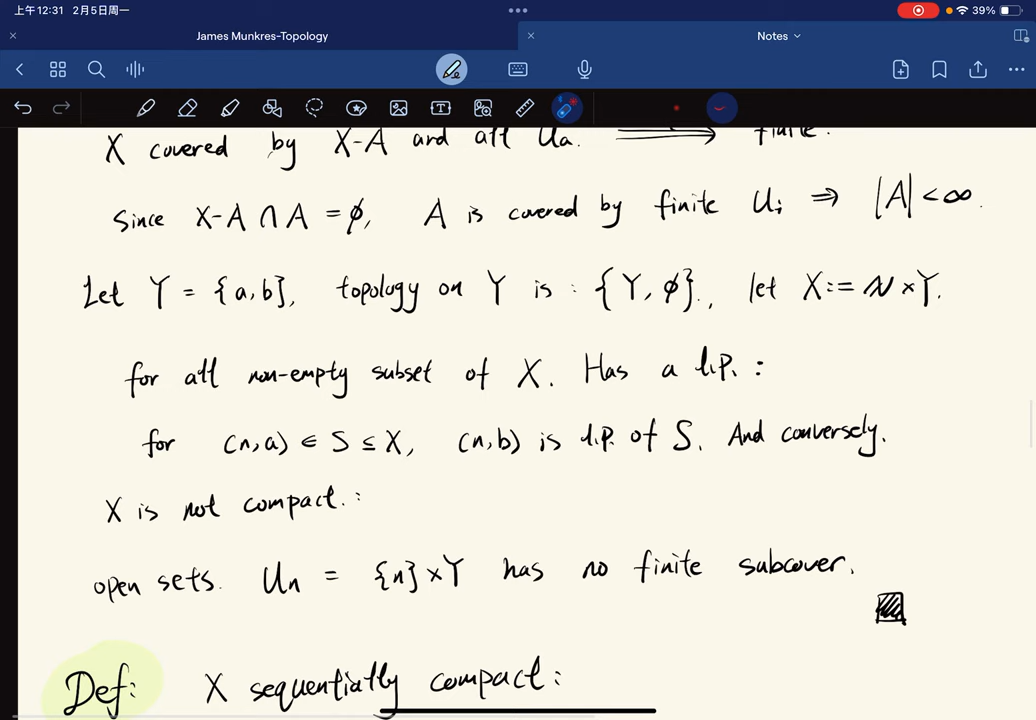 上午12:31 2月5日周一
39%
James Munkres-Topology
Notes
X covered by X-A and all Ua. ⟹ finite.
Since X-A ∩ A = ∅, A is covered by finite Ui ⇒ |A| < ∞.
Let Y = {a, b}, topology on Y is : {Y, ∅}., let X := N × Y.
for all non-empty subset of X. Has a l.P. :
for (n, a) ∈ S ⊆ X, (n, b) is l.P. of S. And conversely.
X is not compact. :
open sets. Un = {n} × Y has no finite subcover.
Def: X sequentially compact :